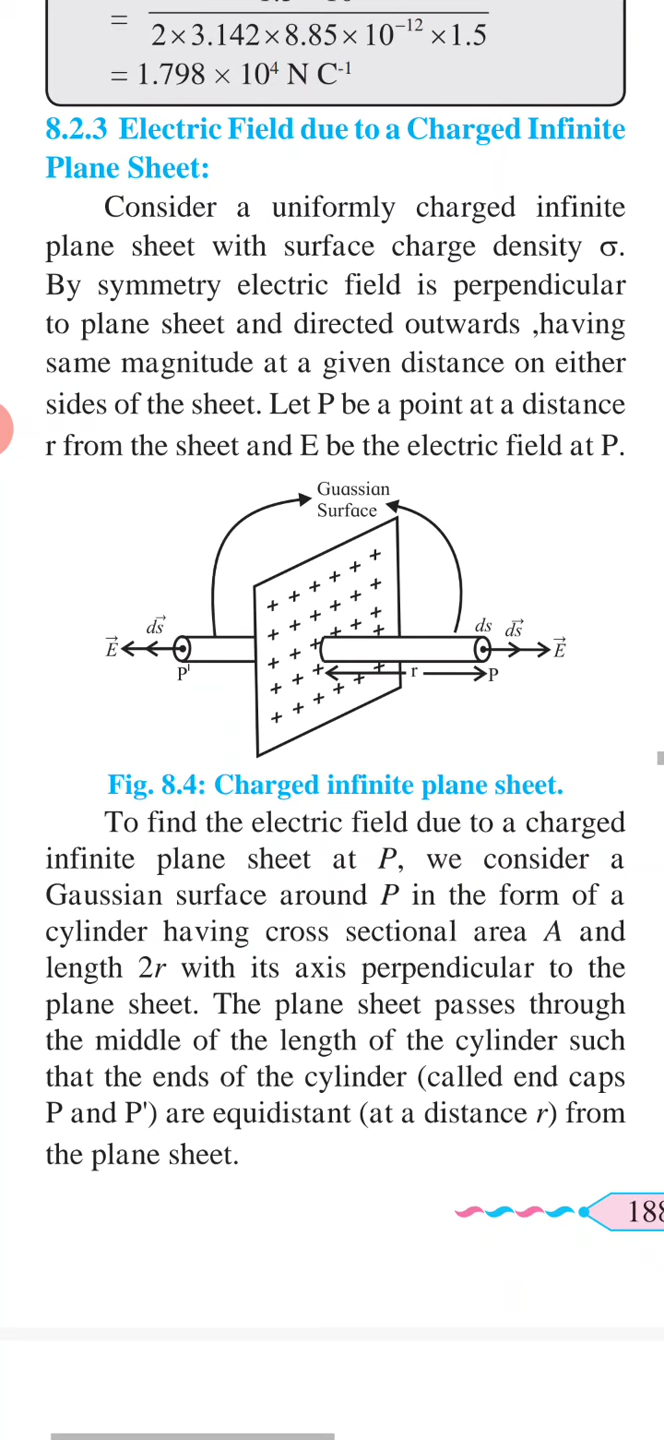 =
2×3.142×8.85×10⁻¹² ×1.5
= 1.798 × 10⁴ N C⁻¹
8.2.3 Electric Field due to a Charged Infinite
Plane Sheet:
Consider a uniformly charged infinite
plane sheet with surface charge density σ.
By symmetry electric field is perpendicular
to plane sheet and directed outwards ,having
same magnitude at a given distance on either
sides of the sheet. Let P be a point at a distance
r from the sheet and E be the electric field at P.
Guassian
Surface
ds⃗
E⃗
P'
ds ds⃗
E⃗
r
P
Fig. 8.4: Charged infinite plane sheet.
To find the electric field due to a charged
infinite plane sheet at P, we consider a
Gaussian surface around P in the form of a
cylinder having cross sectional area A and
length 2r with its axis perpendicular to the
plane sheet. The plane sheet passes through
the middle of the length of the cylinder such
that the ends of the cylinder (called end caps
P and P') are equidistant (at a distance r) from
the plane sheet.
188